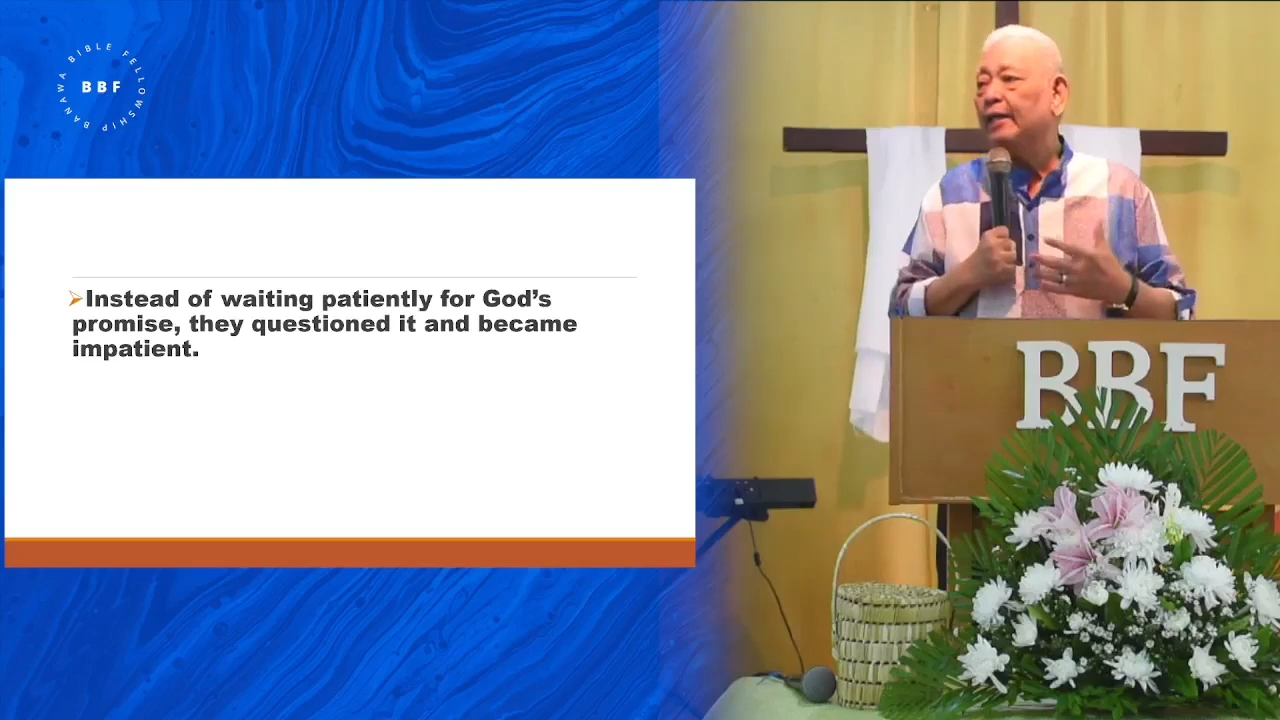 BANAWA BIBLE FELLOWSHIP
BBF
Instead of waiting patiently for God’s
promise, they questioned it and became
impatient.
BBF